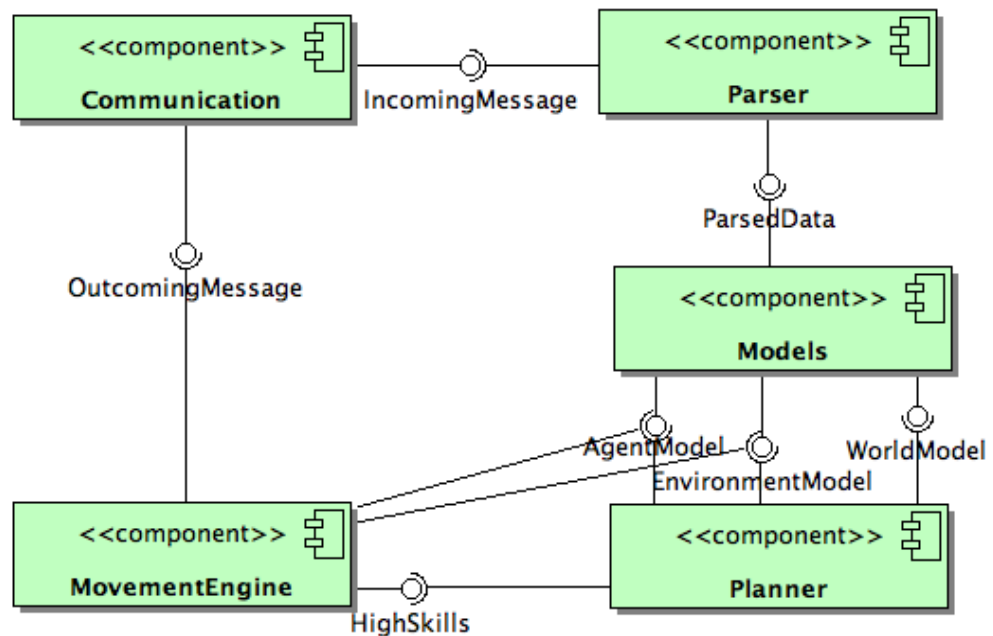 <<component>>
Communication
IncomingMessage
<<component>>
Parser
ParsedData
OutcomingMessage
<<component>>
Models
AgentModel
WorldModel
EnvironmentModel
<<component>>
MovementEngine
<<component>>
Planner
HighSkills